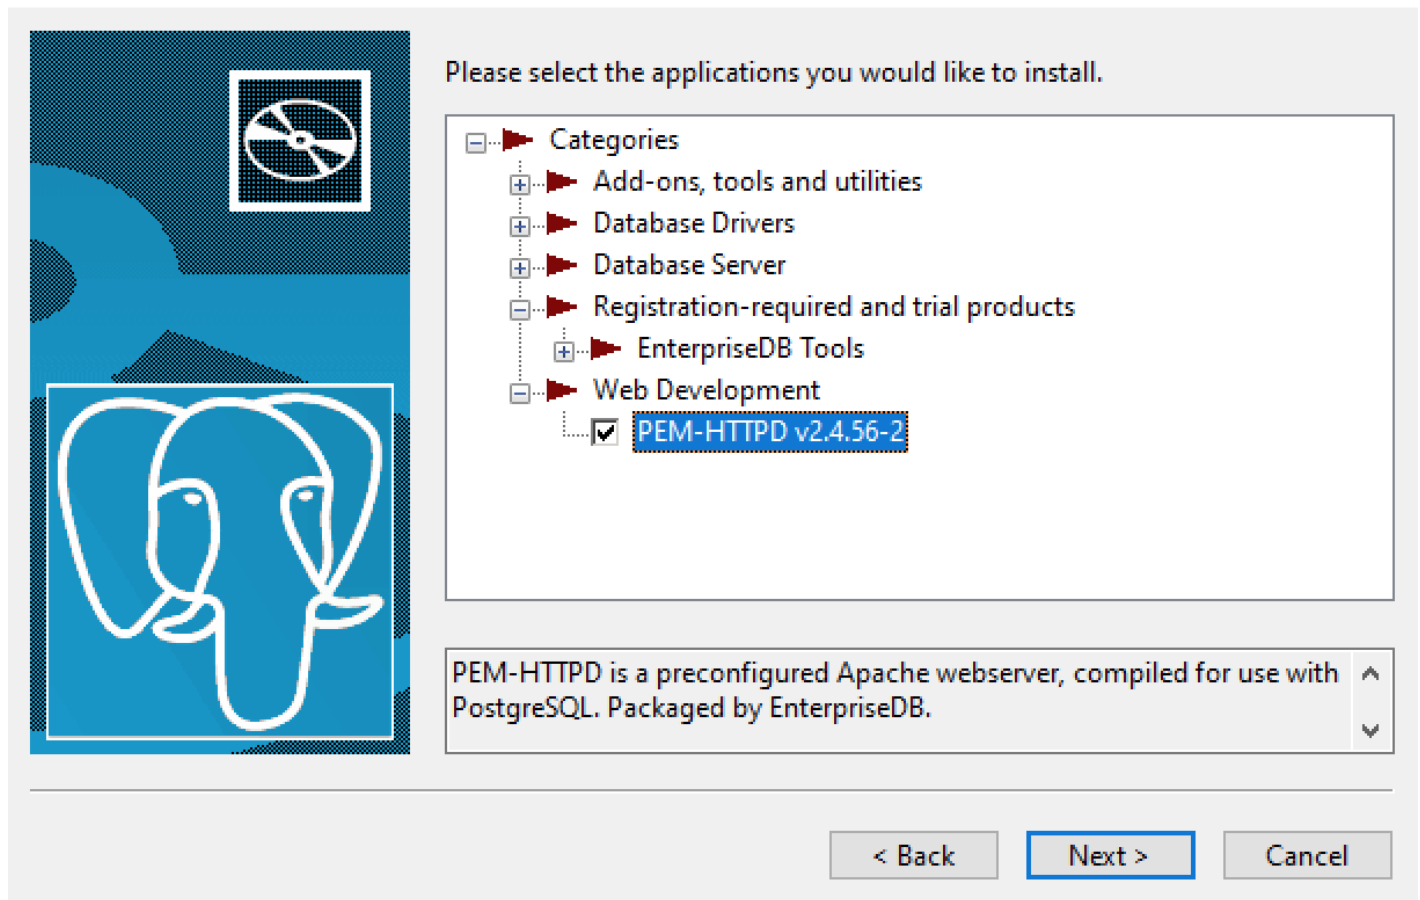 Please select the applications you would like to install.
Categories
Add-ons, tools and utilities
Database Drivers
Database Server
Registration-required and trial products
EnterpriseDB Tools
Web Development
PEM-HTTPD v2.4.56-2
PEM-HTTPD is a preconfigured Apache webserver, compiled for use with
PostgreSQL. Packaged by EnterpriseDB.
< Back
Next >
Cancel